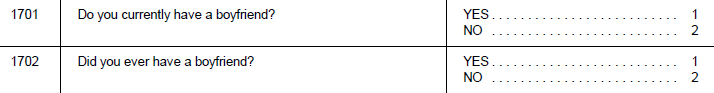 1701 Do you currently have a boyfriend? YES . . . . . . . . . . . . . . . . . . . . . . . . . . 1
NO . . . . . . . . . . . . . . . . . . . . . . . . . . 2
1702 Did you ever have a boyfriend? YES . . . . . . . . . . . . . . . . . . . . . . . . . . 1
NO . . . . . . . . . . . . . . . . . . . . . . . . . . 2